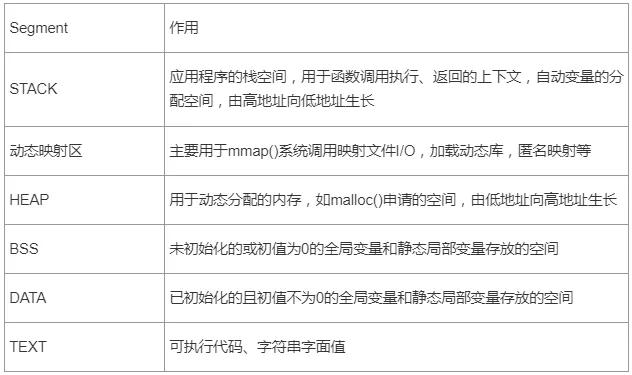 Segment 作用
STACK 应用程序的栈空间，用于函数调用执行、返回的上下文，自动变量的分
配空间，由高地址向低地址生长
动态映射区 主要用于mmap()系统调用映射文件I/O，加载动态库，匿名映射等
HEAP 用于动态分配的内存，如malloc()申请的空间，由低地址向高地址生长
BSS 未初始化的或初值为0的全局变量和静态局部变量存放的空间
DATA 已初始化的且初值不为0的全局变量和静态局部变量存放的空间
TEXT 可执行代码、字符串字面值